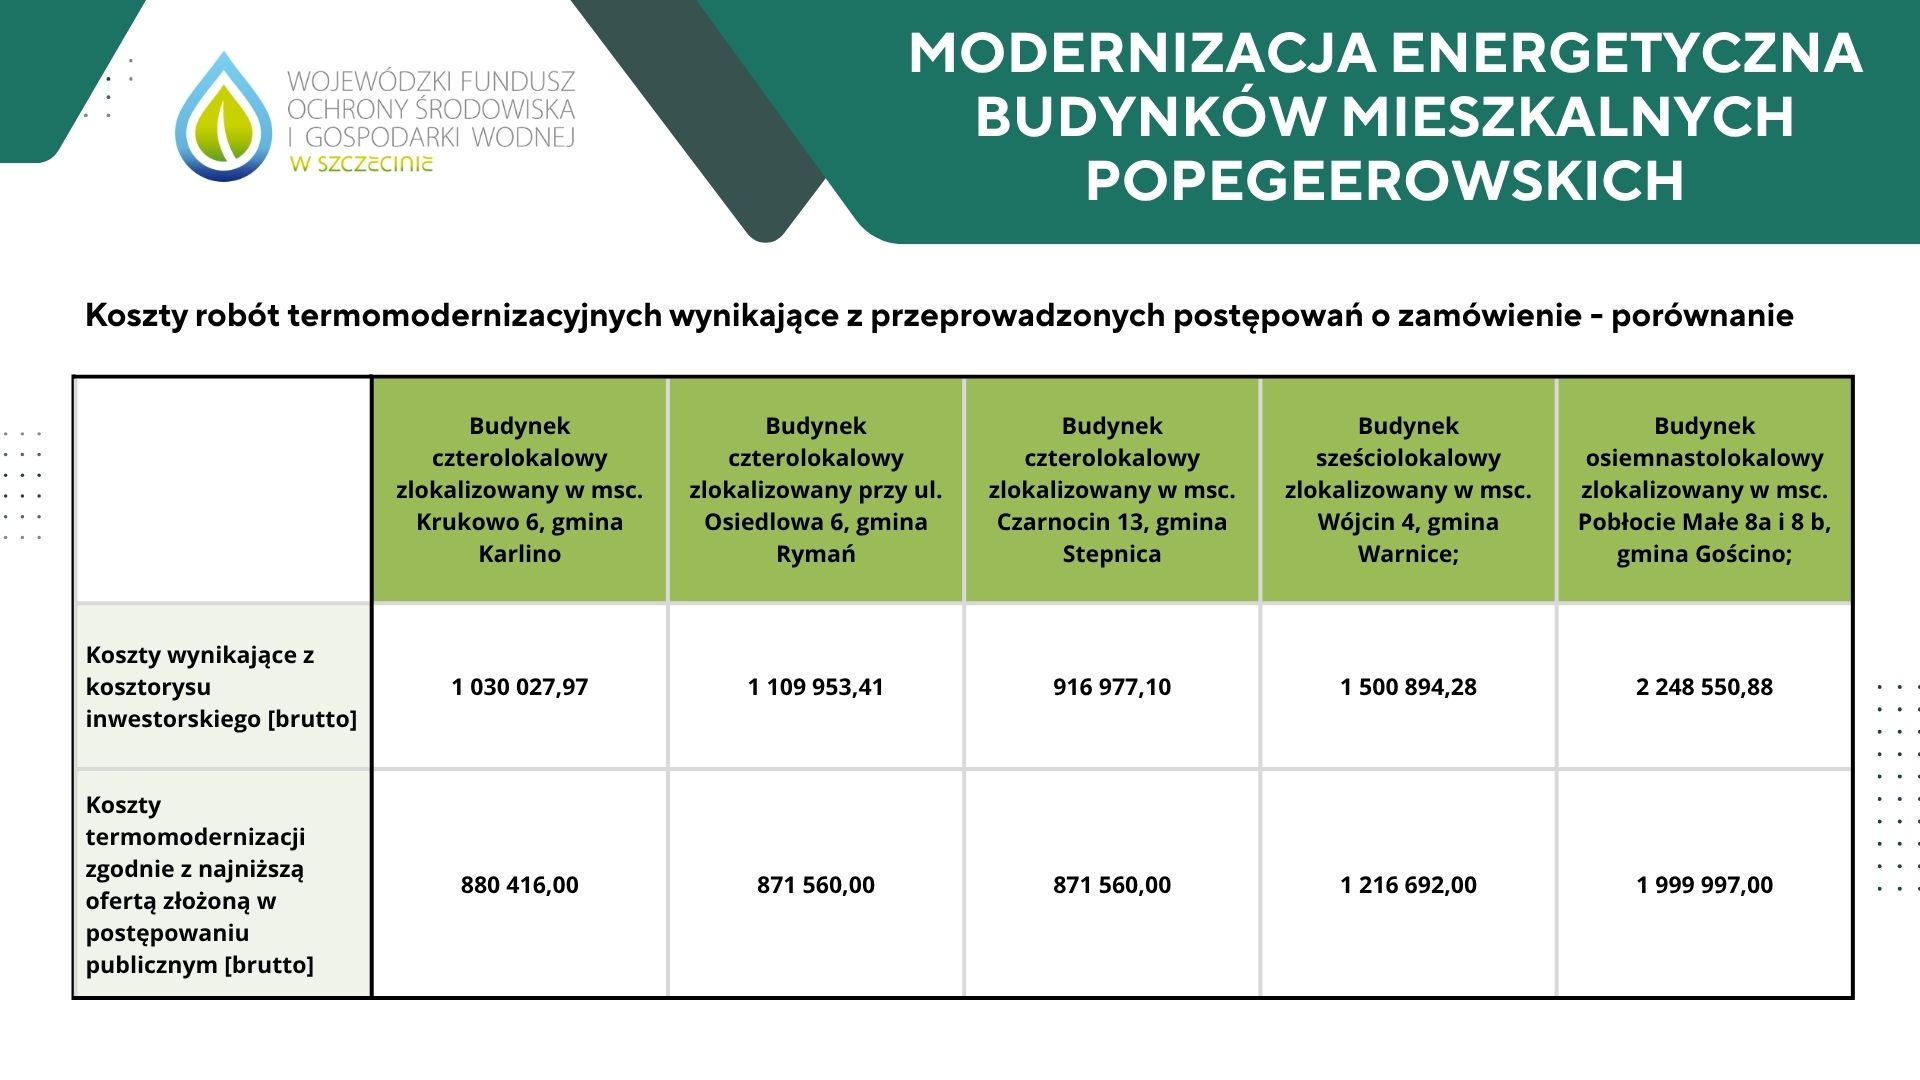 WOJEWÓDZKI FUNDUSZ
OCHRONY ŚRODOWISKA
I GOSPODARKI WODNEJ
W SZCZECINIE
MODERNIZACJA ENERGETYCZNA
BUDYNKÓW MIESZKALNYCH
POPEGEEROWSKICH
Koszty robót termomodernizacyjnych wynikające z przeprowadzonych postępowań o zamówienie - porównanie
Budynek
czterolokalowy
zlokalizowany w msc.
Krukowo 6, gmina
Karlino
Budynek
czterolokalowy
zlokalizowany przy ul.
Osiedlowa 6, gmina
Rymań
Budynek
czterolokalowy
zlokalizowany w msc.
Czarnocin 13, gmina
Stepnica
Budynek
sześciolokalowy
zlokalizowany w msc.
Wójcin 4, gmina
Warnice;
Budynek
osiemnastolokalowy
zlokalizowany w msc.
Pobłocie Małe 8a i 8 b,
gmina Gościno;
Koszty wynikające z
kosztorysu
inwestorskiego [brutto]
1 030 027,97
1 109 953,41
916 977,10
1 500 894,28
2 248 550,88
Koszty
termomodernizacji
zgodnie z najniższą
ofertą złożoną w
postępowaniu
publicznym [brutto]
880 416,00
871 560,00
871 560,00
1 216 692,00
1 999 997,00